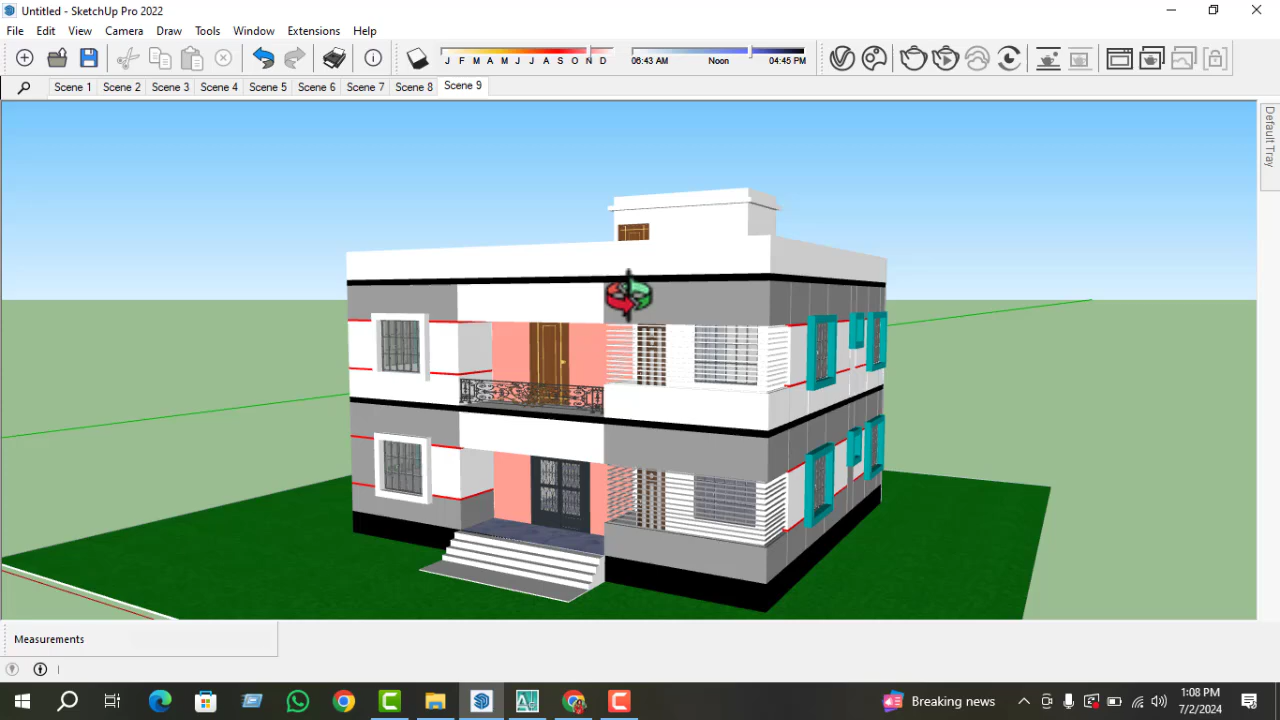 Untitled - SketchUp Pro 2022
File Edit View Camera Draw Tools Window Extensions Help
J F M A M J J A S O N D
06:43 AM Noon 04:45 PM
Scene 1 Scene 2 Scene 3 Scene 4 Scene 5 Scene 6 Scene 7 Scene 8 Scene 9
Default Tray
Measurements
Breaking news
1:08 PM
7/2/2024